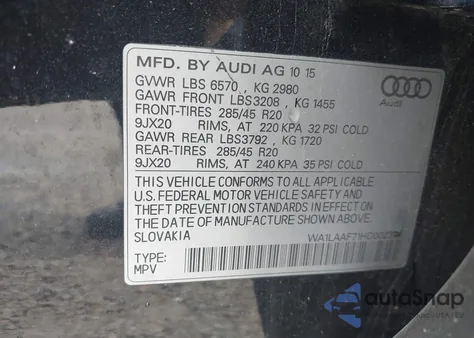 MFD. BY AUDI AG 10 15
GVWR LBS 6570 , KG 2980
GAWR FRONT LBS3208 , KG 1455
FRONT-TIRES 285/45 R20
9JX20 RIMS, AT 220 KPA 32 PSI COLD
GAWR REAR LBS3792 , KG 1720
REAR-TIRES 285/45 R20
9JX20 RIMS, AT 240 KPA 35 PSI COLD
Audi
THIS VEHICLE CONFORMS TO ALL APPLICABLE
U.S. FEDERAL MOTOR VEHICLE SAFETY, BUMPER AND
THEFT PREVENTION STANDARDS IN EFFECT ON
THE DATE OF MANUFACTURE SHOWN ABOVE.
SLOVAKIA
TYPE:
MPV
autoSnap